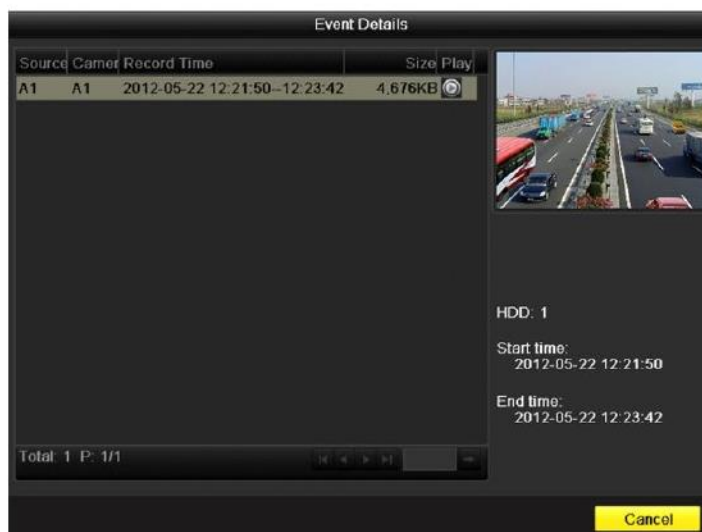 Event Details
Source Camer Record Time Size Play
A1 A1 2012-05-22 12:21:50--12:23:42 4,676KB
Total: 1 P: 1/1
HDD: 1
Start time:
2012-05-22 12:21:50
End time:
2012-05-22 12:23:42
Cancel